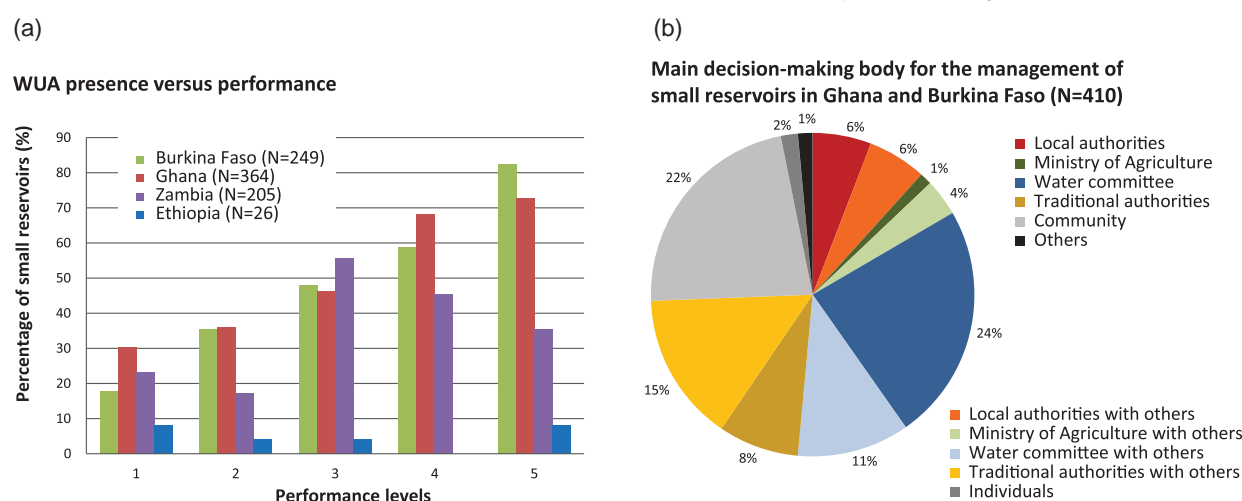 (a)
WUA presence versus performance
Percentage of small reservoirs (%)
90
80
70
60
50
40
30
20
10
0
Burkina Faso (N=249)
Ghana (N=364)
Zambia (N=205)
Ethiopia (N=26)
1 2 3 4 5
Performance levels
(b)
Main decision-making body for the management of
small reservoirs in Ghana and Burkina Faso (N=410)
2%
1%
6%
6%
1%
4%
24%
11%
8%
15%
22%
Local authorities
Ministry of Agriculture
Water committee
Traditional authorities
Community
Others
Local authorities with others
Ministry of Agriculture with others
Water committee with others
Traditional authorities with others
Individuals